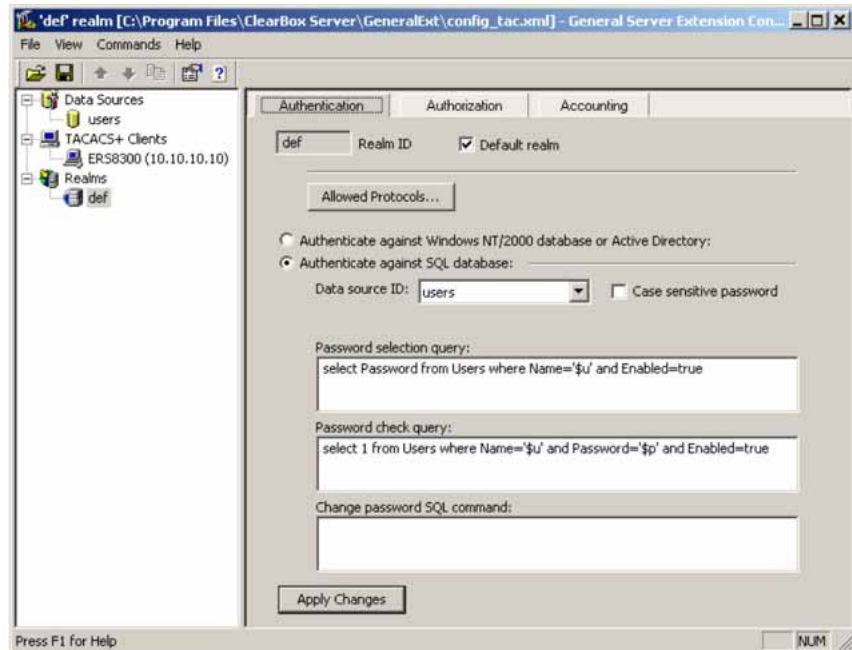 'def' realm [C:\Program Files\ClearBox Server\GeneralExt\config_tac.xml] - General Server Extension Con...
File View Commands Help
Data Sources
users
TACACS+ Clients
ERS8300 (10.10.10.10)
Realms
def
Authentication Authorization Accounting
def Realm ID Default realm
Allowed Protocols...
Authenticate against Windows NT/2000 database or Active Directory:
Authenticate against SQL database:
Data source ID: users Case sensitive password
Password selection query:
select Password from Users where Name='$u' and Enabled=true
Password check query:
select 1 from Users where Name='$u' and Password='$p' and Enabled=true
Change password SQL command:
Apply Changes
Press F1 for Help NUM